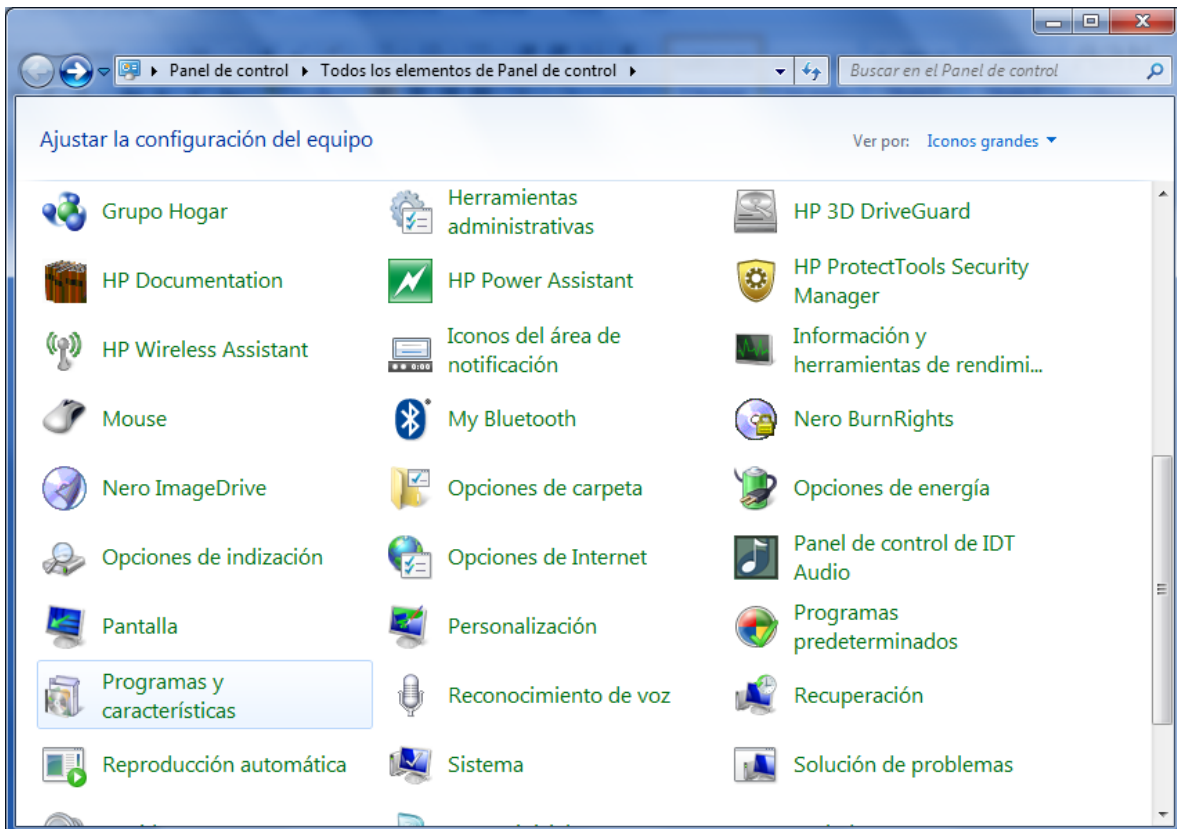 Panel de control
Todos los elementos de Panel de control
Buscar en el Panel de control
Ajustar la configuración del equipo
Ver por: Iconos grandes
Grupo Hogar
Herramientas
administrativas
HP 3D DriveGuard
HP Documentation
HP Power Assistant
HP ProtectTools Security
Manager
HP Wireless Assistant
Iconos del área de
notificación
Información y
herramientas de rendimi...
Mouse
My Bluetooth
Nero BurnRights
Nero ImageDrive
Opciones de carpeta
Opciones de energía
Opciones de indización
Opciones de Internet
Panel de control de IDT
Audio
Pantalla
Personalización
Programas
predeterminados
Programas y
características
Reconocimiento de voz
Recuperación
Reproducción automática
Sistema
Solución de problemas